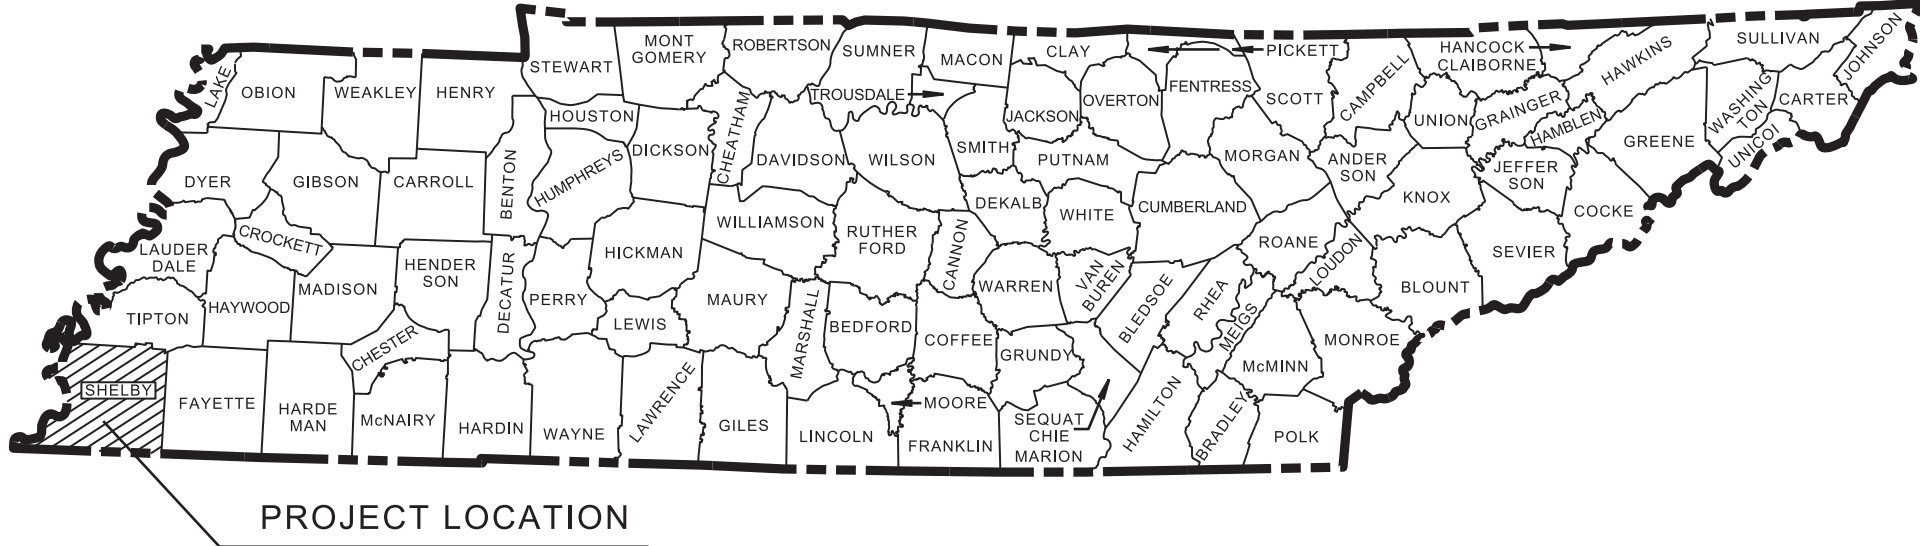 MONT
GOMERY
ROBERTSON
SUMNER
MACON
CLAY
PICKETT
HANCOCK
CLAIBORNE
HAWKINS
SULLIVAN
JOHNSON
STEWART
LAKE
OBION
WEAKLEY
HENRY
HOUSTON
TROUSDALE
OVERTON
FENTRESS
SCOTT
CAMPBELL
UNION
GRAINGER
HAMBLEN
WASHING
TON
CARTER
UNICOI
GREENE
DICKSON
CHEATHAM
DAVIDSON
WILSON
SMITH
JACKSON
PUTNAM
MORGAN
ANDER
SON
JEFFER
SON
DYER
GIBSON
CARROLL
BENTON
HUMPHREYS
WILLIAMSON
RUTHER
FORD
CANNON
DEKALB
WHITE
CUMBERLAND
KNOX
COCKE
SEVIER
CROCKETT
LAUDER
DALE
HAYWOOD
MADISON
HENDER
SON
DECATUR
PERRY
HICKMAN
LEWIS
MAURY
MARSHALL
BEDFORD
COFFEE
WARREN
VAN
BUREN
BLEDSOE
RHEA
MEIGS
ROANE
LOUDON
BLOUNT
MONROE
TIPTON
SHELBY
FAYETTE
HARDE
MAN
CHESTER
McNAIRY
HARDIN
WAYNE
LAWRENCE
GILES
LINCOLN
MOORE
FRANKLIN
GRUNDY
SEQUAT
CHIE
MARION
HAMILTON
BRADLEY
McMINN
POLK
PROJECT LOCATION